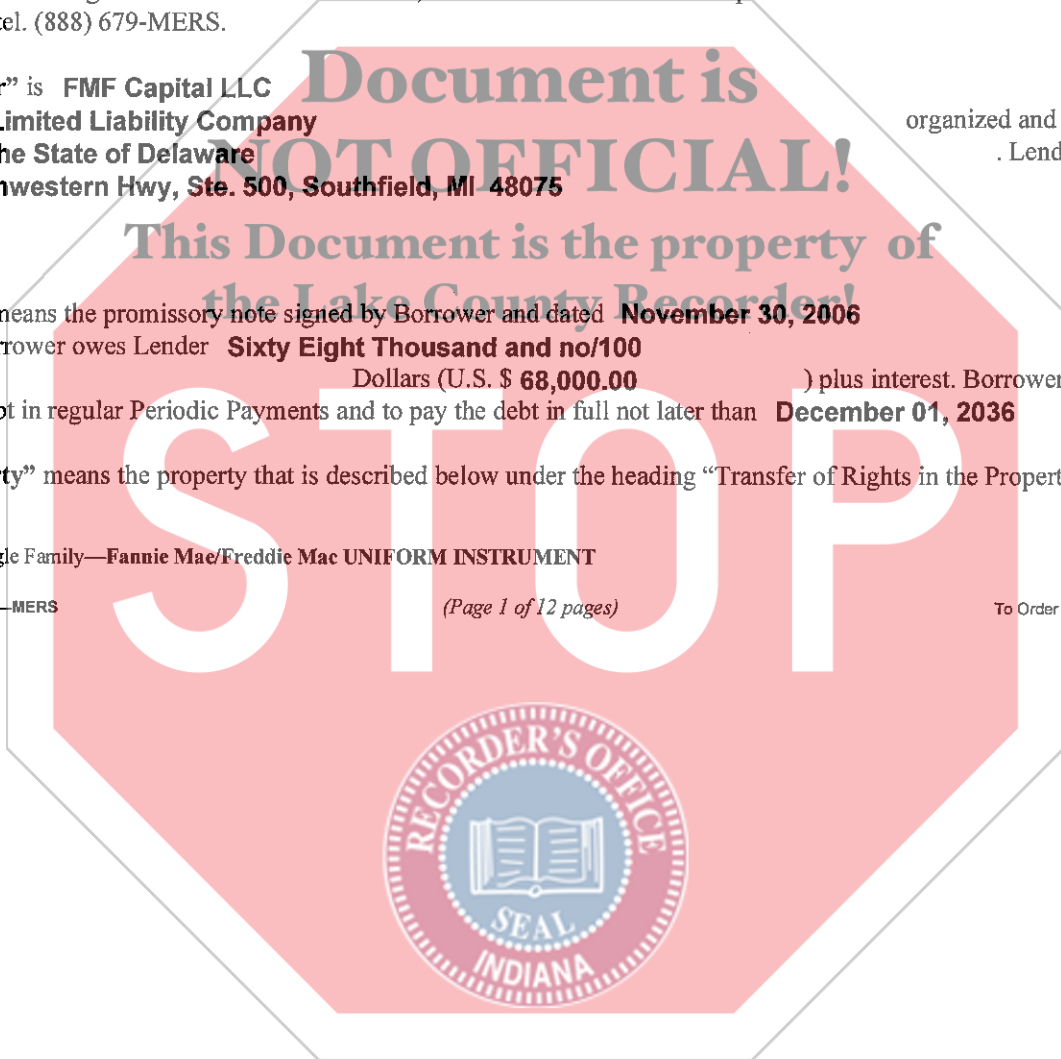 tel. (888) 679-MERS.
Document is
r” is FMF Capital LLC
Limited Liability Company organized and
NOT OFFICIAL!
he State of Delaware . Lend
nwestern Hwy, Ste. 500, Southfield, MI 48075
This Document is the property of
the Lake County Recorder!
means the promissory note signed by Borrower and dated November 30, 2006
rrower owes Lender Sixty Eight Thousand and no/100
Dollars (U.S. $ 68,000.00 ) plus interest. Borrower
bt in regular Periodic Payments and to pay the debt in full not later than December 01, 2036
STOP
rty” means the property that is described below under the heading “Transfer of Rights in the Propert
gle Family—Fannie Mae/Freddie Mac UNIFORM INSTRUMENT
—MERS (Page 1 of 12 pages) To Order
RECORDER'S OFFICE
SEAL
INDIANA